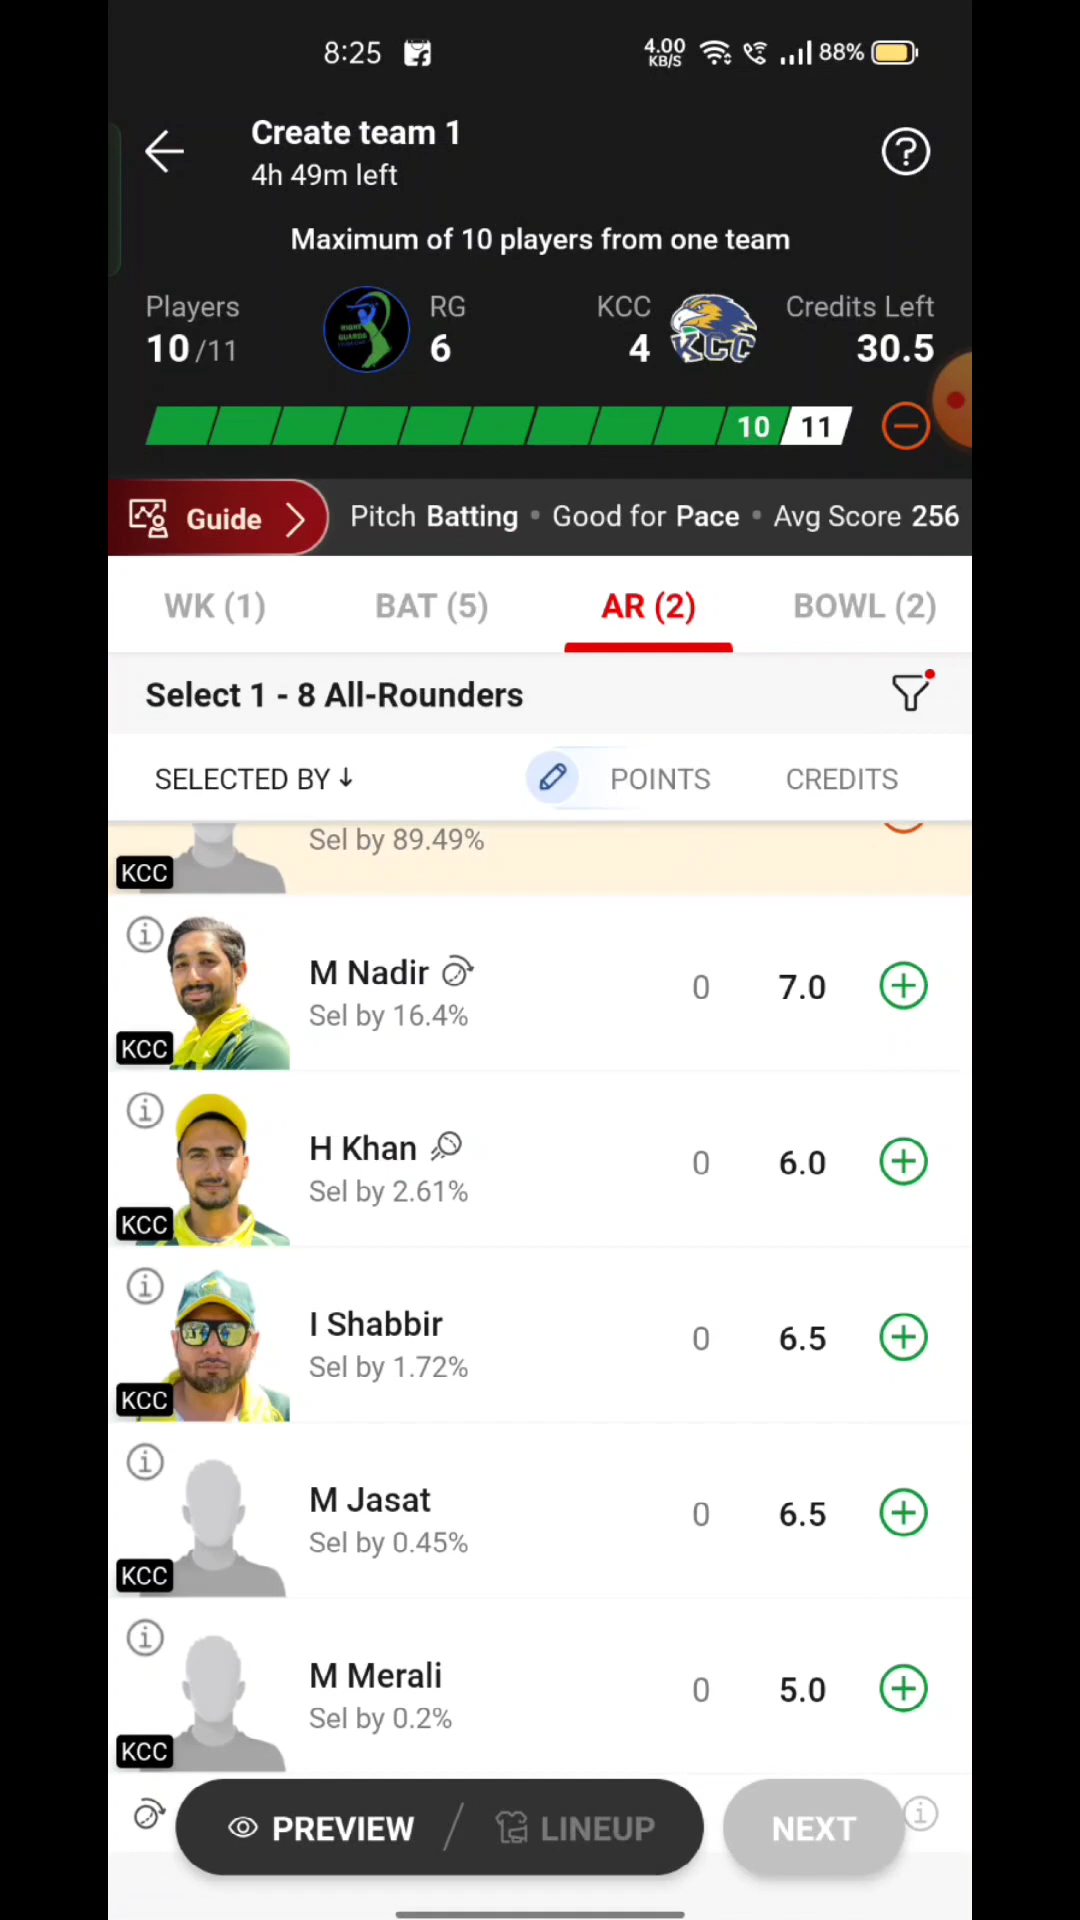 8:25 4.00 KB/S 88%
Create team 1
4h 49m left
Maximum of 10 players from one team
Players RG KCC Credits Left
10/11 6 4 30.5
10 11
Guide Pitch Batting • Good for Pace • Avg Score 256
WK (1) BAT (5) AR (2) BOWL (2)
Select 1 - 8 All-Rounders
SELECTED BY ↓ POINTS CREDITS
Sel by 89.49%
KCC
M Nadir 0 7.0
Sel by 16.4%
KCC
H Khan 0 6.0
Sel by 2.61%
KCC
I Shabbir 0 6.5
Sel by 1.72%
KCC
M Jasat 0 6.5
Sel by 0.45%
KCC
M Merali 0 5.0
Sel by 0.2%
KCC
PREVIEW / LINEUP NEXT